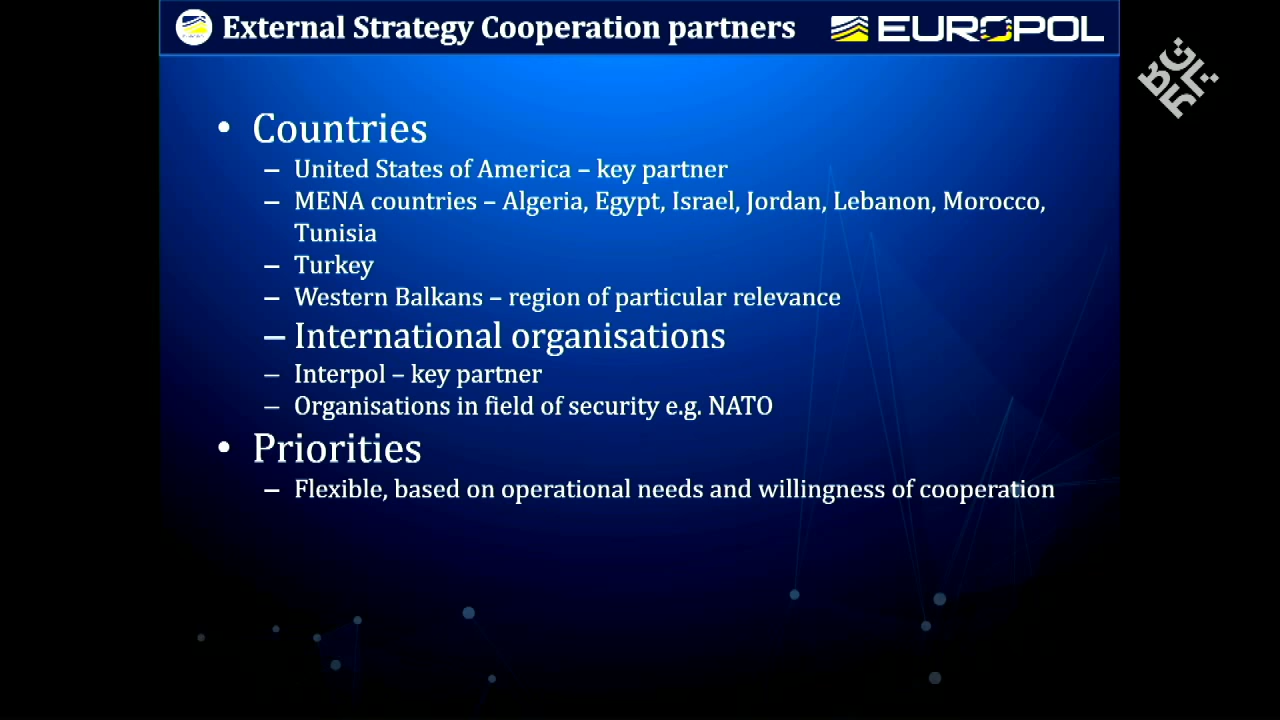 External Strategy Cooperation partners
EUROPOL
• Countries
– United States of America – key partner
– MENA countries – Algeria, Egypt, Israel, Jordan, Lebanon, Morocco,
Tunisia
– Turkey
– Western Balkans – region of particular relevance
– International organisations
– Interpol – key partner
– Organisations in field of security e.g. NATO
• Priorities
– Flexible, based on operational needs and willingness of cooperation